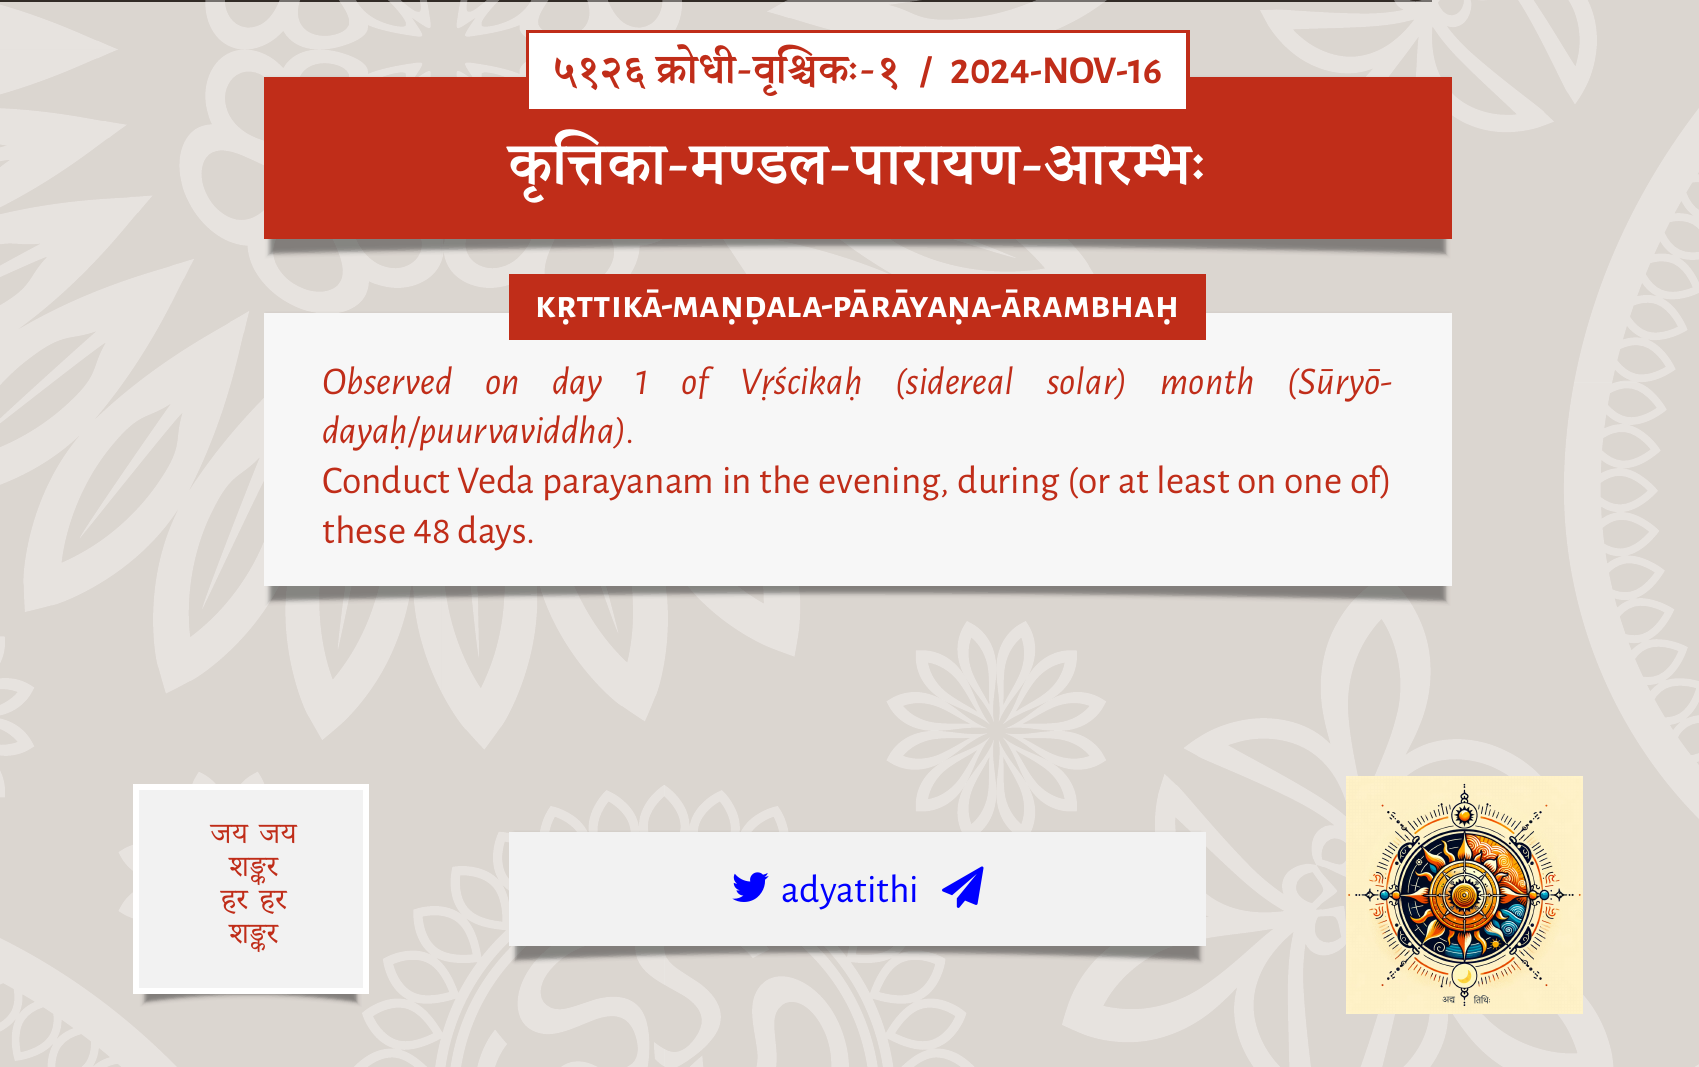 ५१२६ क्रोधी-वृश्चिकः-१ / 2024-NOV-16
कृत्तिका-मण्डल-पारायण-आरम्भः
KṚTTIKĀ-MAṆḌALA-PĀRĀYAṆA-ĀRAMBHAḤ
Observed on day 1 of Vṛścikaḥ (sidereal solar) month (Sūryō-
dayaḥ/puurvaviddha).
Conduct Veda parayanam in the evening, during (or at least on one of)
these 48 days.
जय जय
शङ्कर
हर हर
शङ्कर
adyatithi
अद्य तिथिः